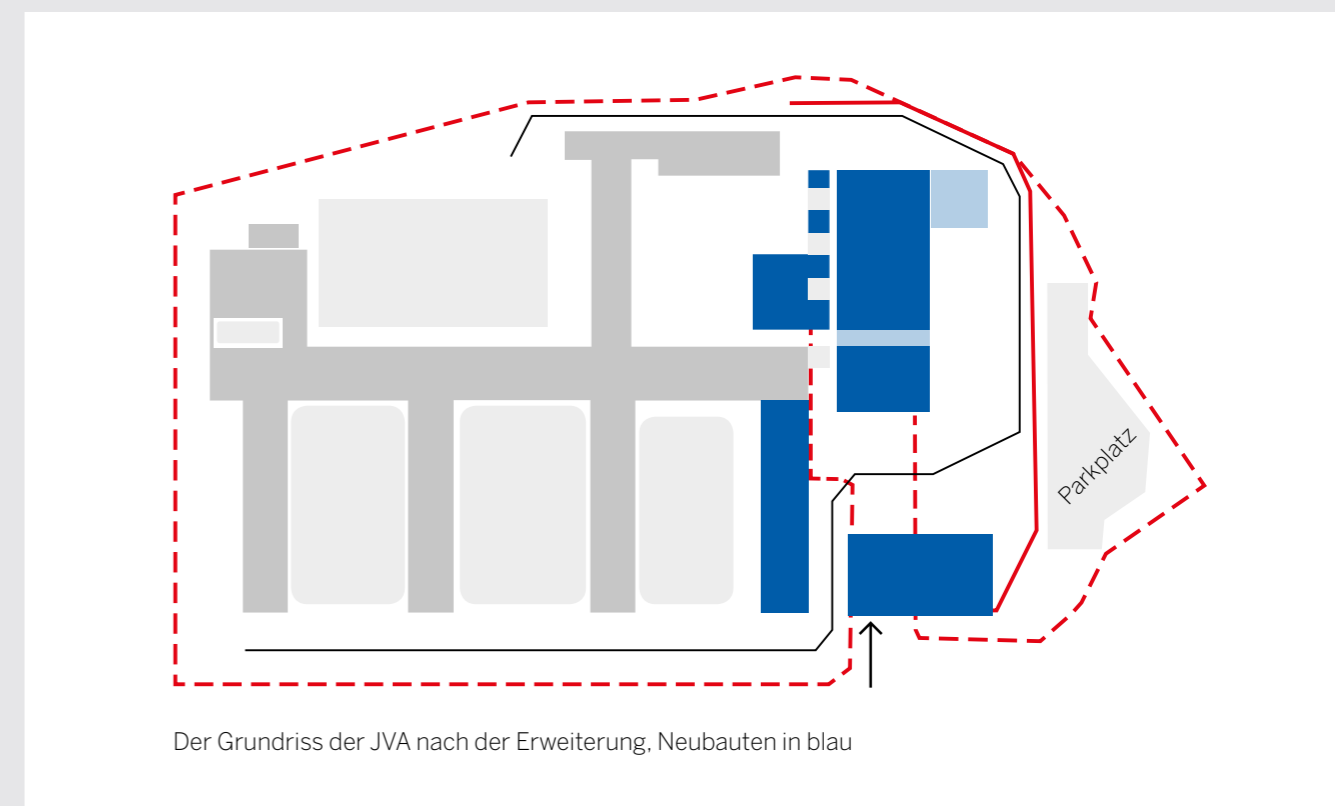 Parkplatz
Der Grundriss der JVA nach der Erweiterung, Neubauten in blau